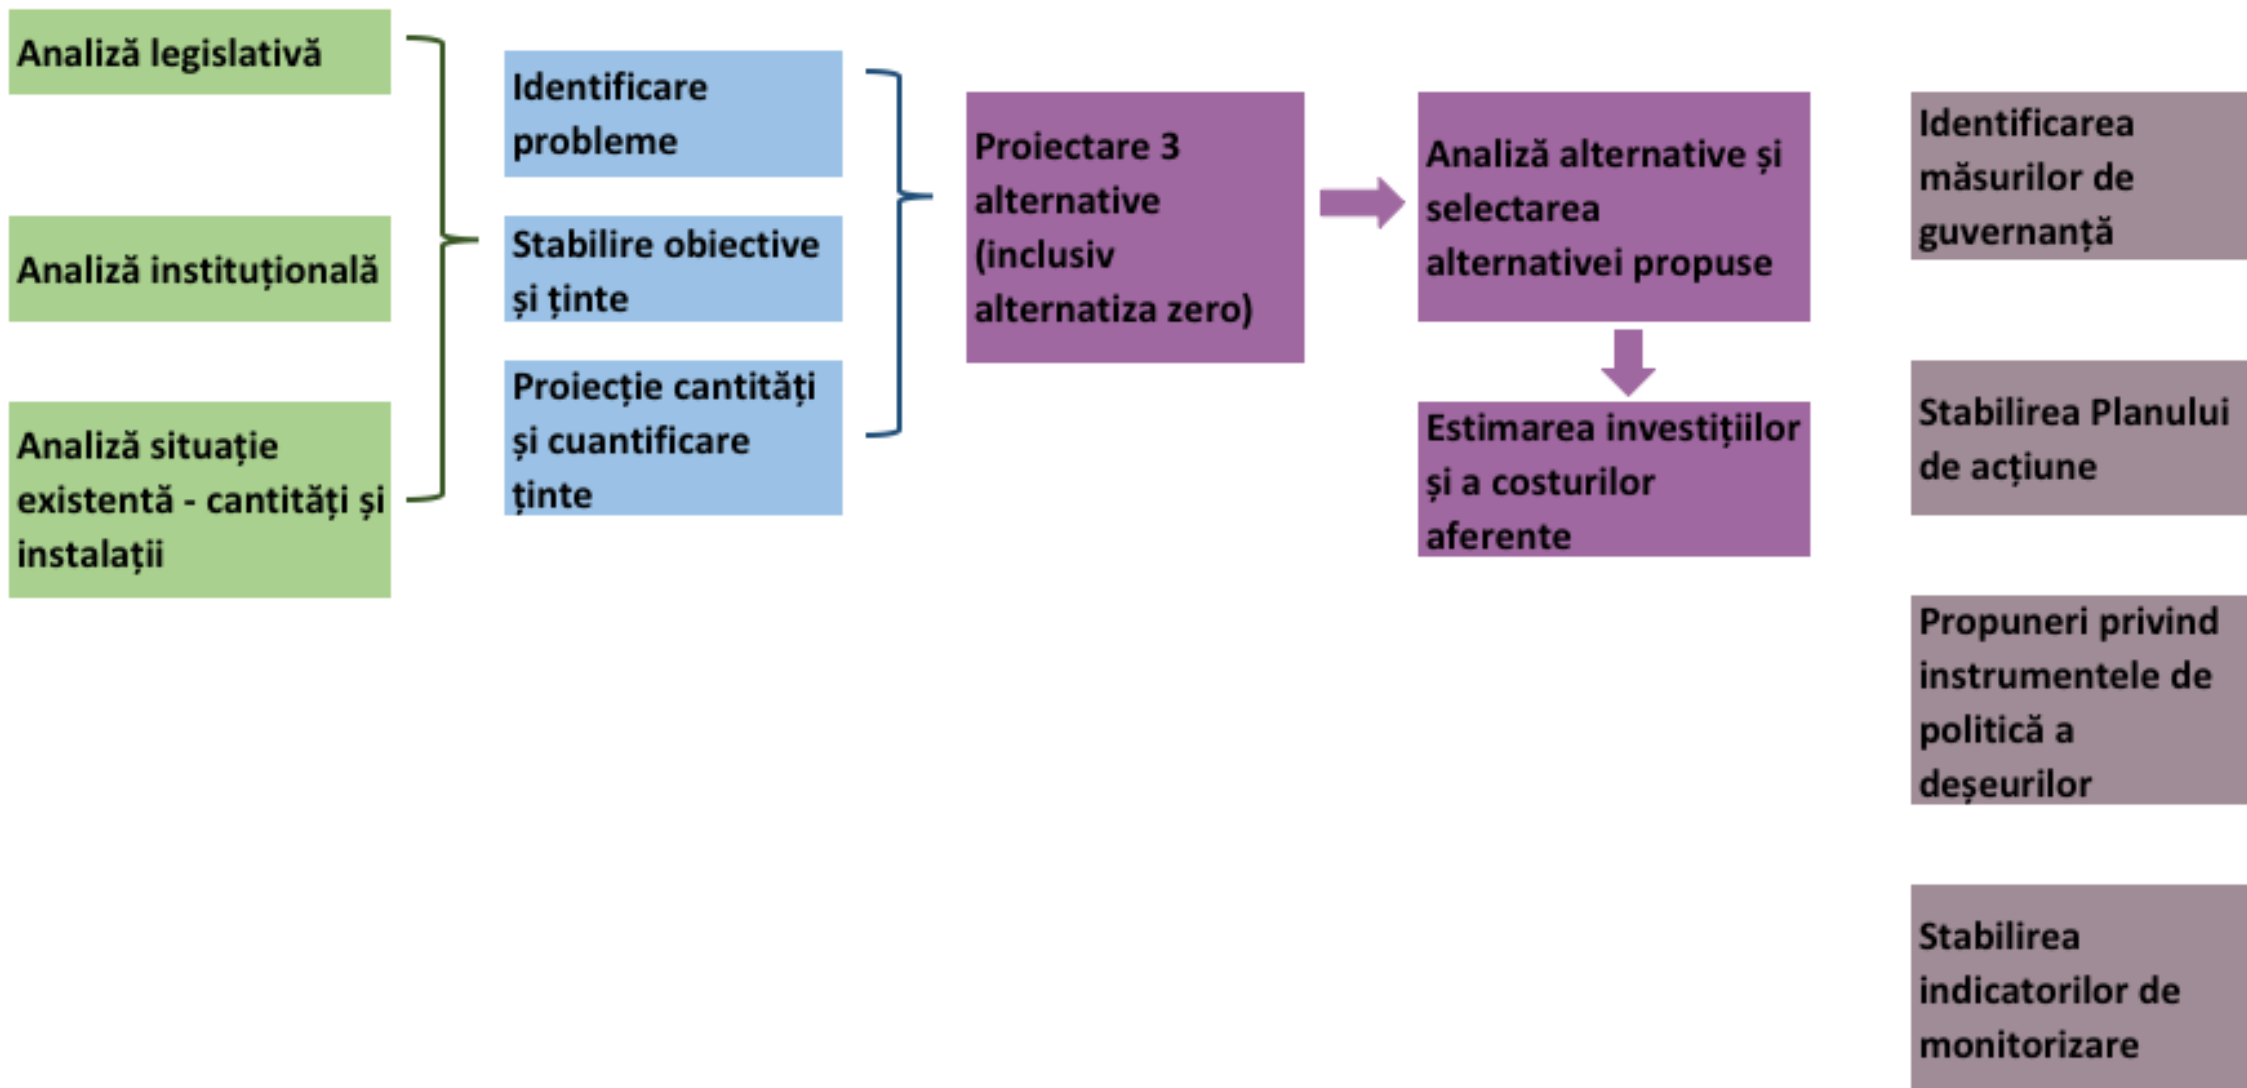 Analiză legislativă
Analiză instituțională
Analiză situație
existentă - cantități și
instalații
Identificare
probleme
Stabilire obiective
și ținte
Proiecție cantități
și cuantificare
ținte
Proiectare 3
alternative
(inclusiv
alternatiza zero)
Analiză alternative și
selectarea
alternativei propuse
Estimarea investițiilor
și a costurilor
aferente
Identificarea
măsurilor de
guvernanță
Stabilirea Planului
de acțiune
Propuneri privind
instrumentele de
politică a
deșeurilor
Stabilirea
indicatorilor de
monitorizare